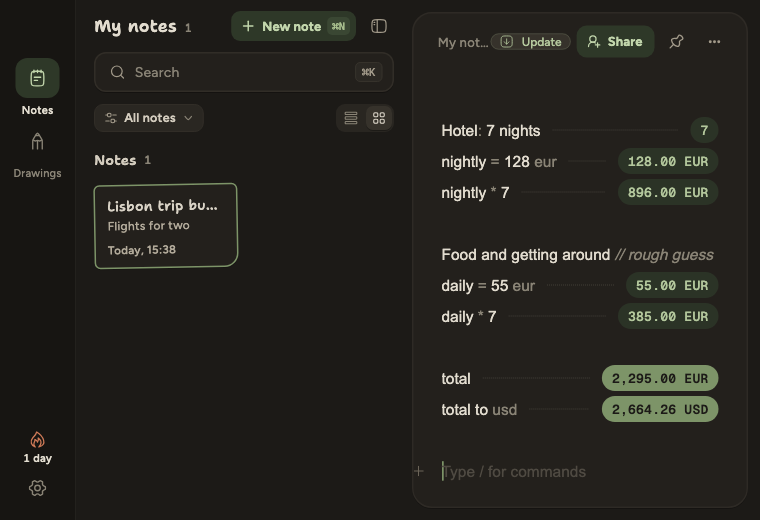 My notes 1
+ New note ⌘N
Search ⌘K
All notes
Notes 1
Lisbon trip bu...
Flights for two
Today, 15:38
Notes
Drawings
1 day
My not... Update Share
Hotel: 7 nights 7
nightly = 128 eur 128.00 EUR
nightly * 7 896.00 EUR
Food and getting around // rough guess
daily = 55 eur 55.00 EUR
daily * 7 385.00 EUR
total 2,295.00 EUR
total to usd 2,664.26 USD
+ Type / for commands